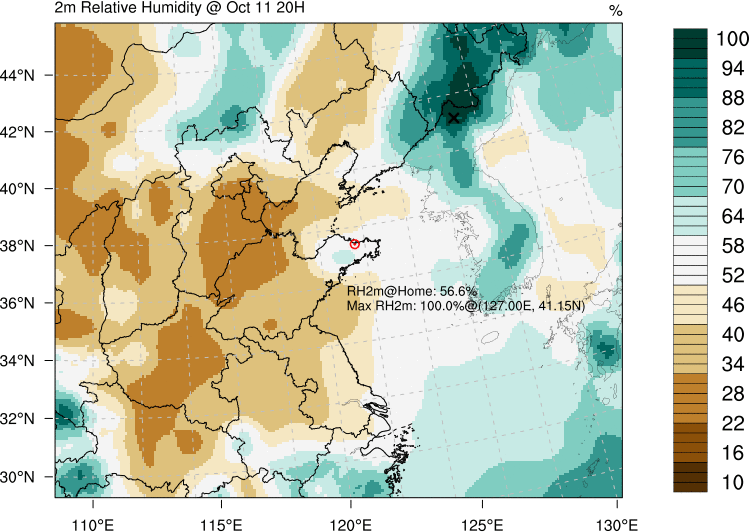 2m Relative Humidity @ Oct 11 20H
%
44°N
42°N
40°N
38°N
36°N
34°N
32°N
30°N
RH2m@Home: 56.6%
Max RH2m: 100.0%@(127.00E, 41.15N)
110°E
115°E
120°E
125°E
130°E
100
94
88
82
76
70
64
58
52
46
40
34
28
22
16
10